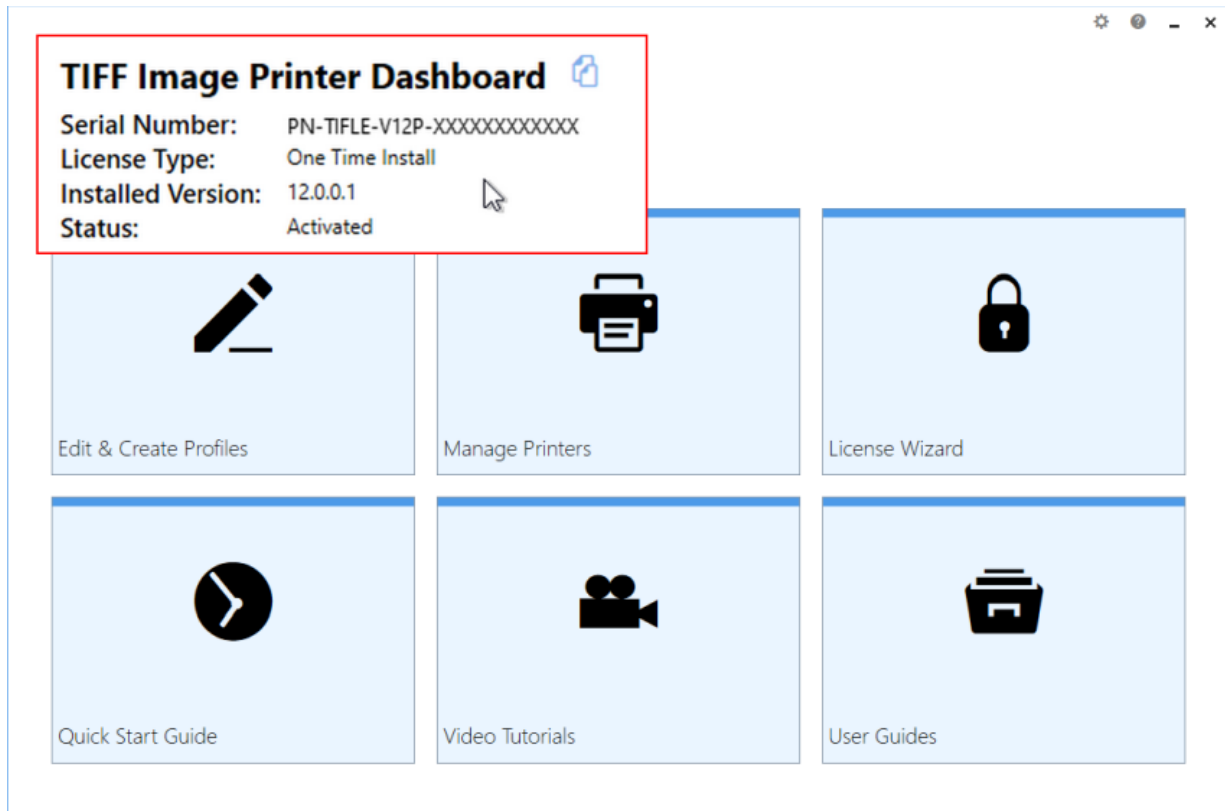 TIFF Image Printer Dashboard
Serial Number: PN-TIFLE-V12P-XXXXXXXXXXXX
License Type: One Time Install
Installed Version: 12.0.0.1
Status: Activated
Edit & Create Profiles
Manage Printers
License Wizard
Quick Start Guide
Video Tutorials
User Guides